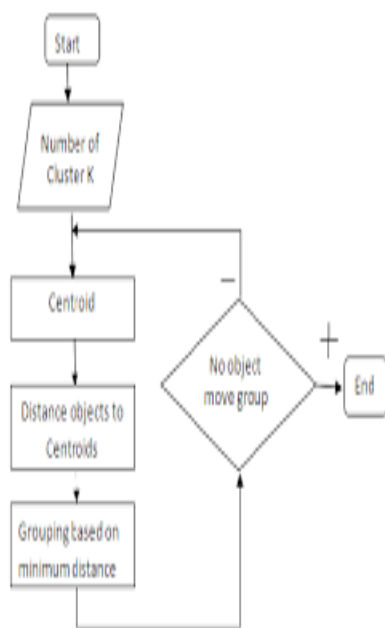 Start
Number of
Cluster K
Centroid
Distance objects to
Centroids
Grouping based on
minimum distance
No object
move group
−
+
End